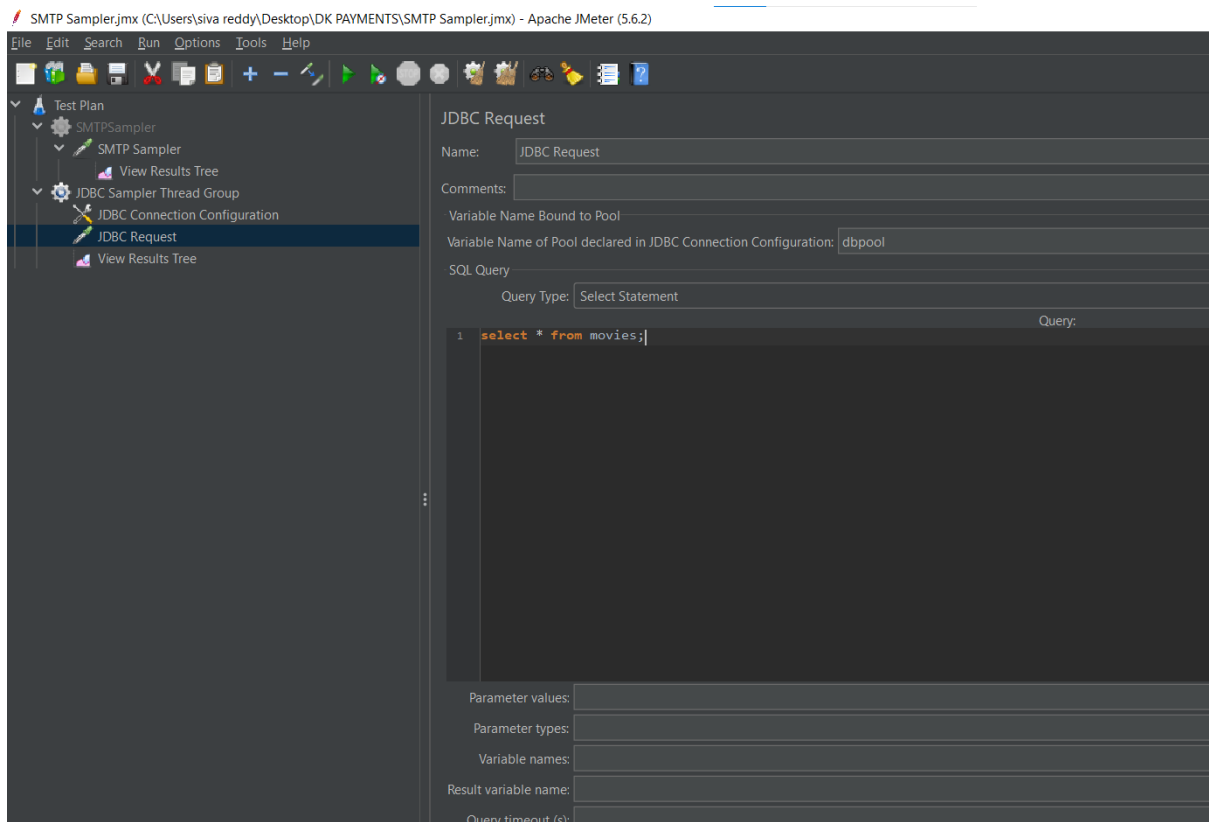 SMTP Sampler.jmx (C:\Users\siva reddy\Desktop\DK PAYMENTS\SMTP Sampler.jmx) - Apache JMeter (5.6.2)
File Edit Search Run Options Tools Help
Test Plan
SMTPSampler
SMTP Sampler
View Results Tree
JDBC Sampler Thread Group
JDBC Connection Configuration
JDBC Request
View Results Tree
JDBC Request
Name: JDBC Request
Comments:
Variable Name Bound to Pool
Variable Name of Pool declared in JDBC Connection Configuration: dbpool
SQL Query
Query Type: Select Statement
Query:
1 select * from movies;
Parameter values:
Parameter types:
Variable names:
Result variable name:
Query timeout (s):